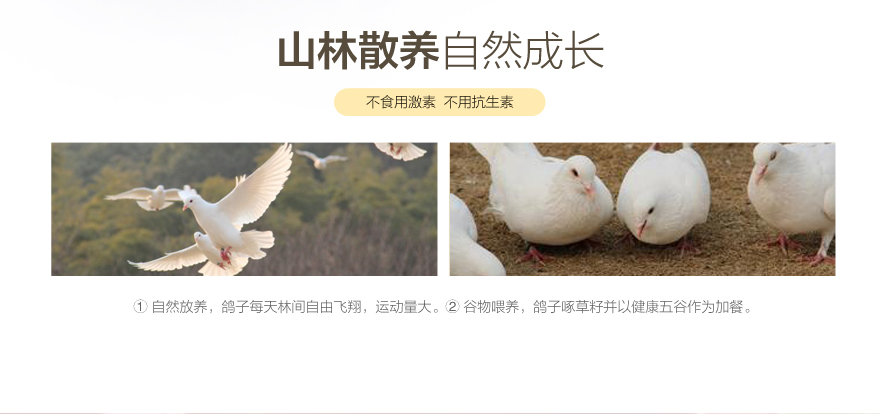 山林散养自然成长
不食用激素 不用抗生素
① 自然放养，鸽子每天林间自由飞翔，运动量大。② 谷物喂养，鸽子啄草籽并以健康五谷作为加餐。